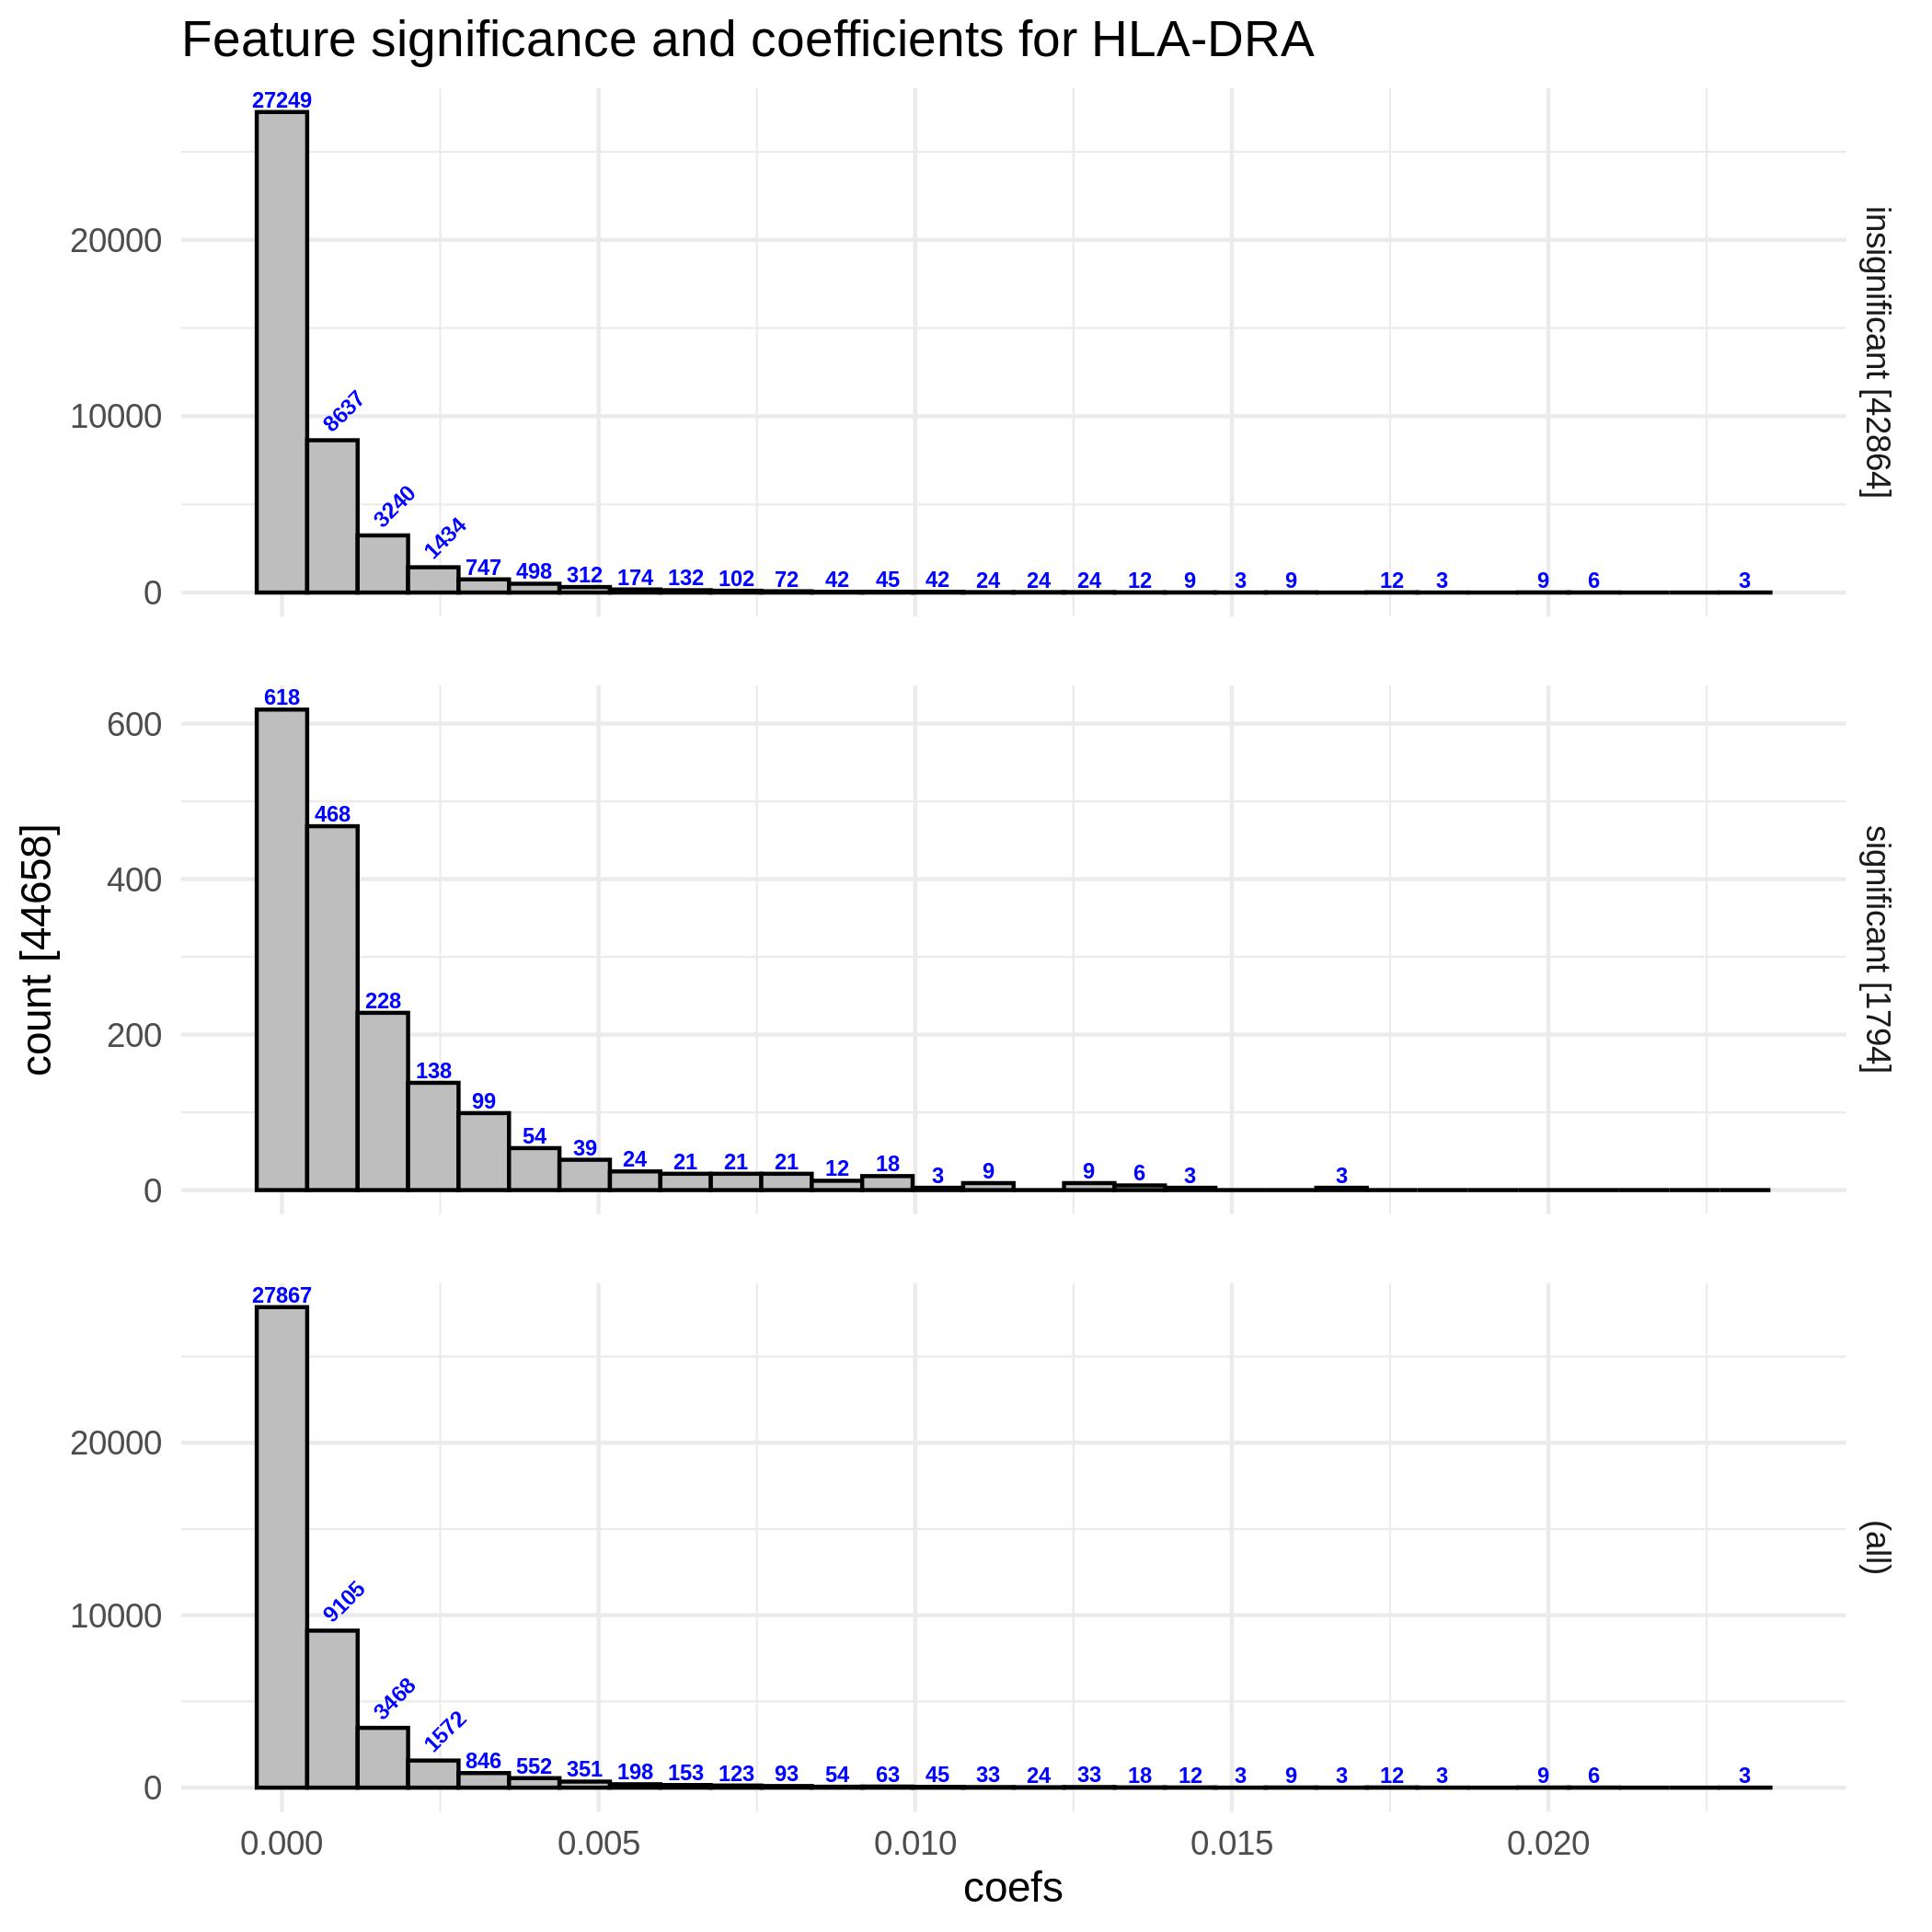 Feature significance and coefficients for HLA-DRA
27249
8637
3240
1434
747 498 312 174 132 102 72 42 45 42 24 24 24 12 9 3 9 12 3 9 6 3
20000
10000
0
insignificant [42864]
618
468
228
138
99
54
39
24 21 21 21 12 18 3 9 9 6 3 3
600
400
200
0
significant [1794]
count [44658]
27867
9105
3468
1572
846 552 351 198 153 123 93 54 63 45 33 24 33 18 12 3 9 3 12 3 9 6 3
20000
10000
0
(all)
0.000 0.005 0.010 0.015 0.020
coefs